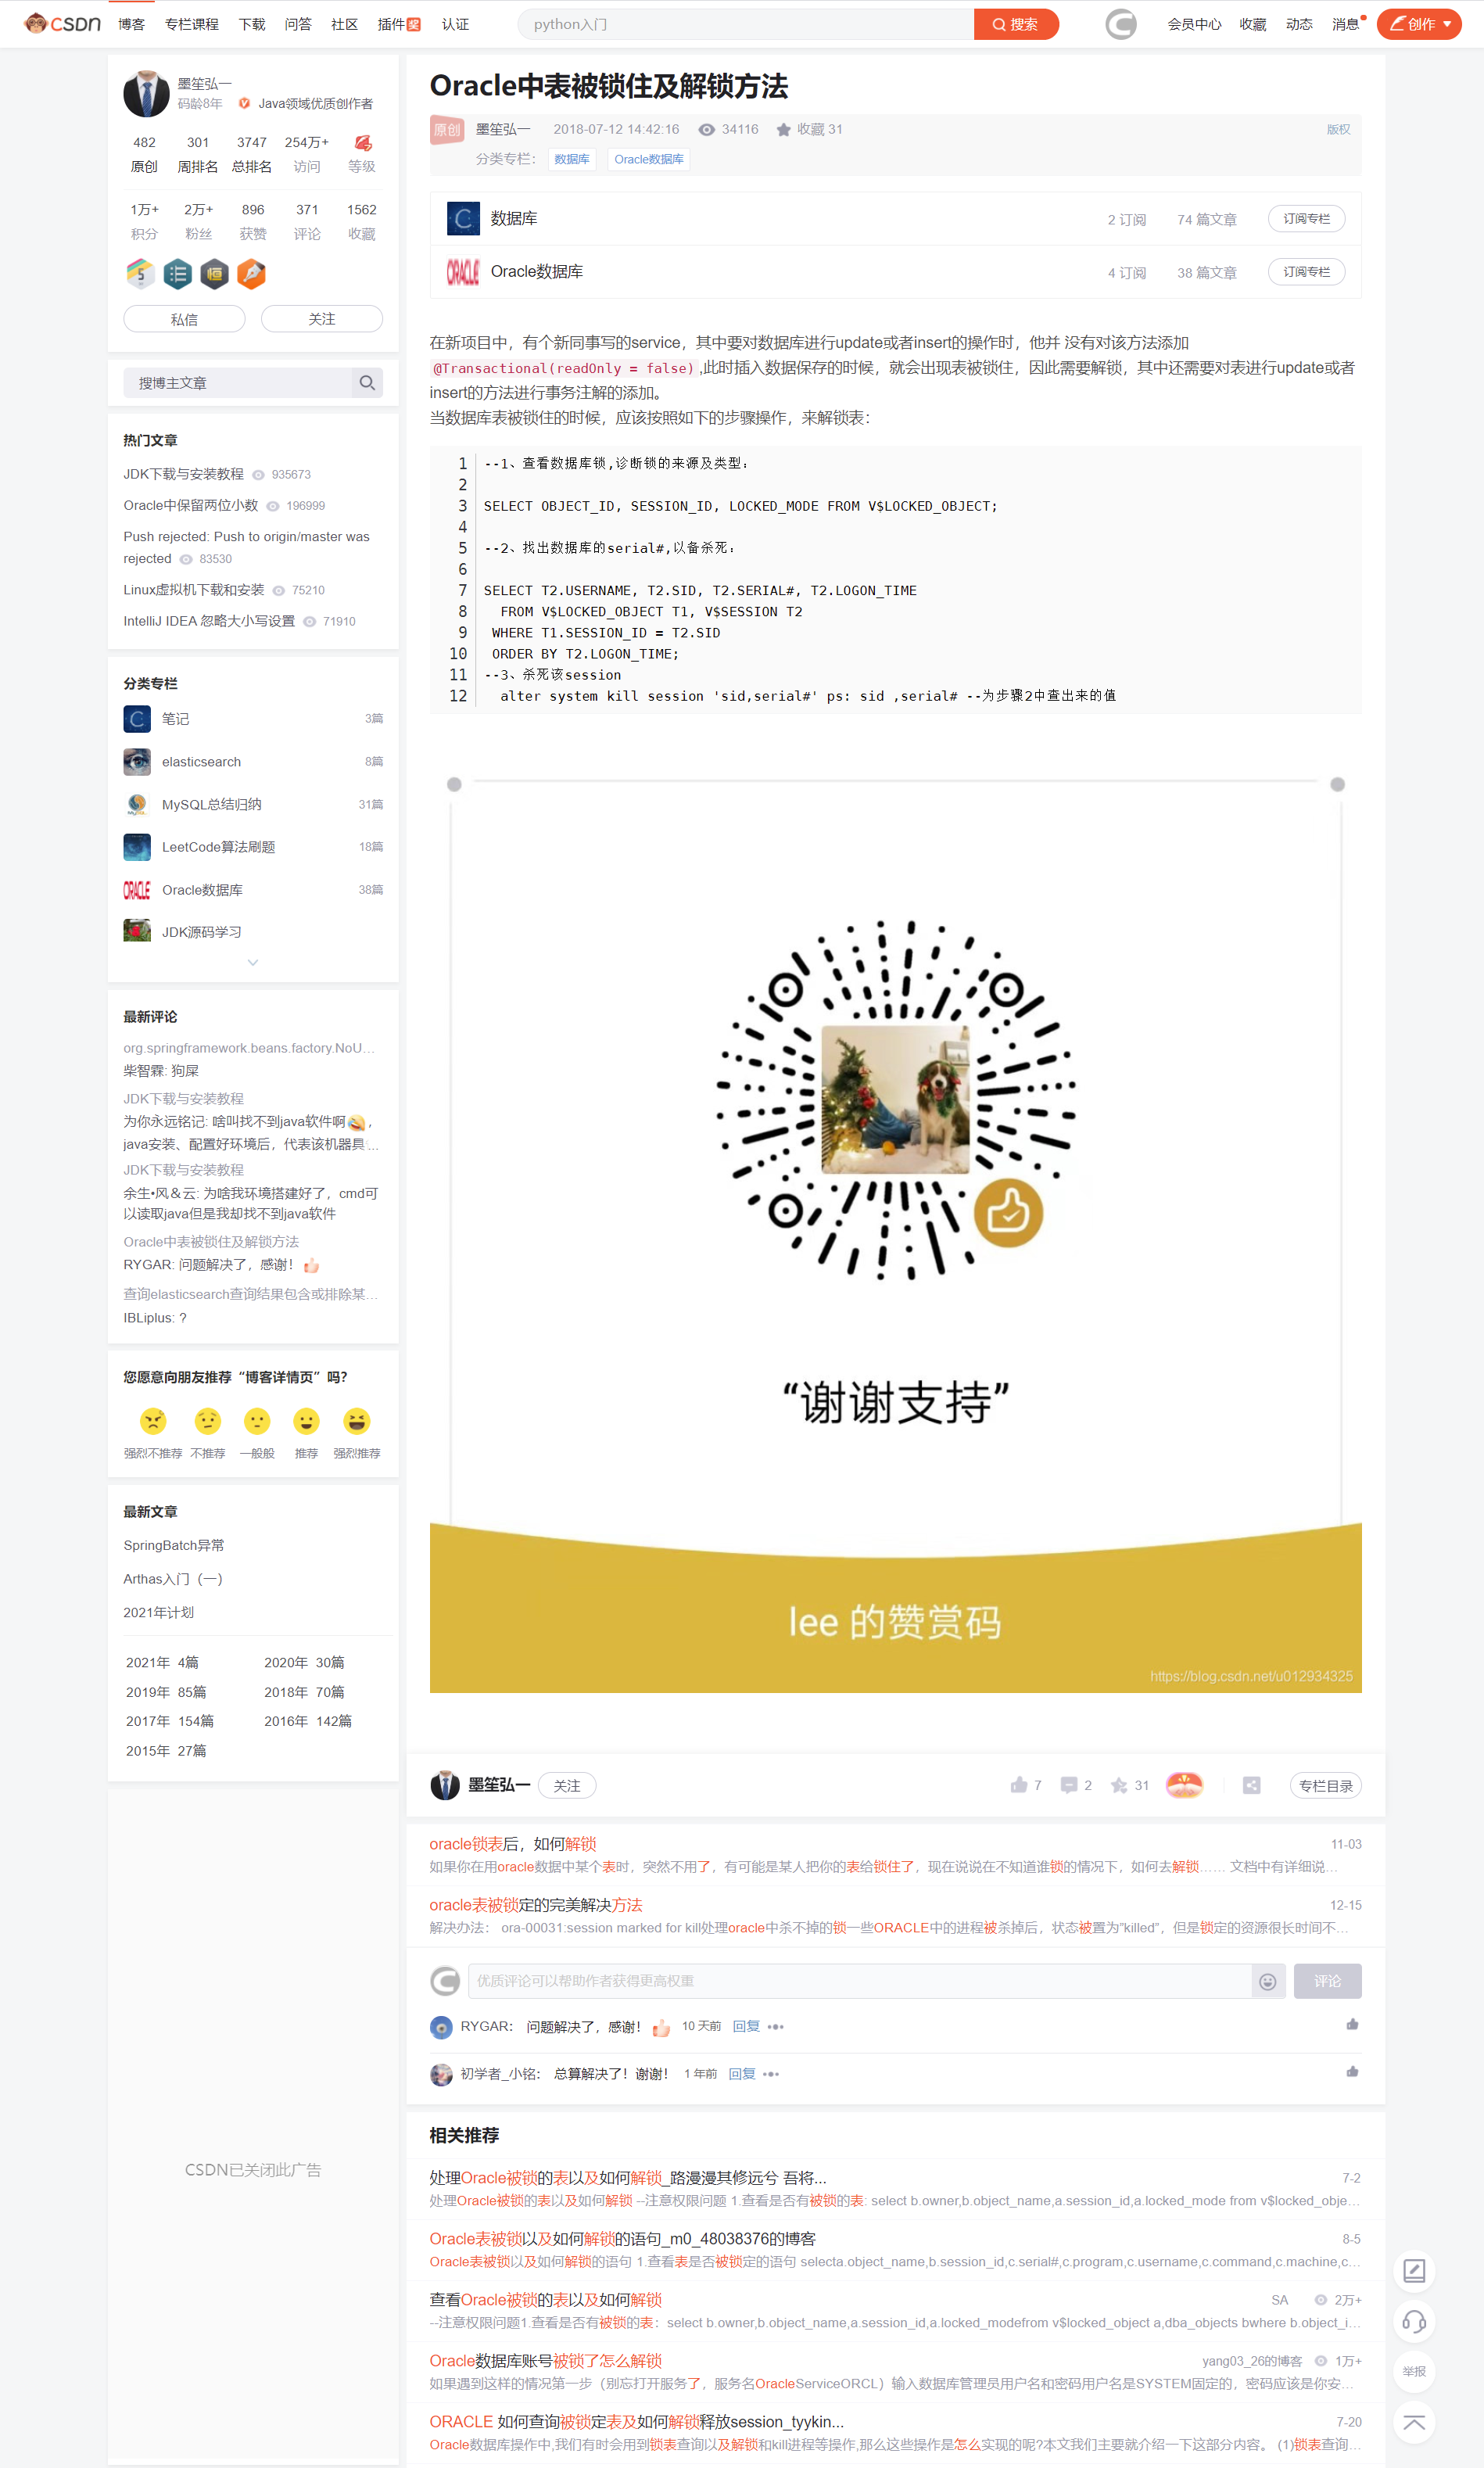 CSDN 博客 专栏课程 下载 问答 社区 插件 奖 认证 python入门 搜索 会员中心 收藏 动态 消息 创作
墨笙弘一
码龄8年 Java领域优质创作者
482 301 3747 254万+
原创 周排名 总排名 访问 等级
1万+ 2万+ 896 371 1562
积分 粉丝 获赞 评论 收藏
私信 关注
搜博主文章
热门文章
JDK下载与安装教程 935673
Oracle中保留两位小数 196999
Push rejected: Push to origin/master was
rejected 83530
Linux虚拟机下载和安装 75210
IntelliJ IDEA 忽略大小写设置 71910
分类专栏
笔记 3篇
elasticsearch 8篇
MySQL总结归纳 31篇
LeetCode算法刷题 18篇
ORACLE Oracle数据库 38篇
JDK源码学习
最新评论
org.springframework.beans.factory.NoU...
柴智霖: 狗屎
JDK下载与安装教程
为你永远铭记: 啥叫找不到java软件啊，
java安装、配置好环境后，代表该机器具...
JDK下载与安装教程
余生•风＆云: 为啥我环境搭建好了，cmd可
以读取java但是我却找不到java软件
Oracle中表被锁住及解锁方法
RYGAR: 问题解决了，感谢！
查询elasticsearch查询结果包含或排除某...
IBLiplus: ?
您愿意向朋友推荐“博客详情页”吗？
强烈不推荐 不推荐 一般般 推荐 强烈推荐
最新文章
SpringBatch异常
Arthas入门（一）
2021年计划
2021年 4篇 2020年 30篇
2019年 85篇 2018年 70篇
2017年 154篇 2016年 142篇
2015年 27篇
CSDN已关闭此广告
Oracle中表被锁住及解锁方法
原创 墨笙弘一 2018-07-12 14:42:16 34116 收藏 31 版权
分类专栏： 数据库 Oracle数据库
数据库 2 订阅 74 篇文章 订阅专栏
ORACLE Oracle数据库 4 订阅 38 篇文章 订阅专栏
在新项目中，有个新同事写的service，其中要对数据库进行update或者insert的操作时，他并 没有对该方法添加
@Transactional(readOnly = false),此时插入数据保存的时候，就会出现表被锁住，因此需要解锁，其中还需要对表进行update或者
insert的方法进行事务注解的添加。
当数据库表被锁住的时候，应该按照如下的步骤操作，来解锁表：
1 --1、查看数据库锁,诊断锁的来源及类型：
2
3 SELECT OBJECT_ID, SESSION_ID, LOCKED_MODE FROM V$LOCKED_OBJECT;
4
5 --2、找出数据库的serial#,以备杀死：
6
7 SELECT T2.USERNAME, T2.SID, T2.SERIAL#, T2.LOGON_TIME
8 FROM V$LOCKED_OBJECT T1, V$SESSION T2
9 WHERE T1.SESSION_ID = T2.SID
10 ORDER BY T2.LOGON_TIME;
11 --3、杀死该session
12 alter system kill session 'sid,serial#' ps: sid ,serial# --为步骤2中查出来的值
“谢谢支持”
lee 的赞赏码
https://blog.csdn.net/u012934325
墨笙弘一 关注 7 2 31 专栏目录
oracle锁表后，如何解锁 11-03
如果你在用oracle数据中某个表时，突然不用了，有可能是某人把你的表给锁住了，现在说说在不知道谁锁的情况下，如何去解锁…… 文档中有详细说...
oracle表被锁定的完美解决方法 12-15
解决办法： ora-00031:session marked for kill处理oracle中杀不掉的锁一些ORACLE中的进程被杀掉后，状态被置为”killed”，但是锁定的资源很长时间不...
优质评论可以帮助作者获得更高权重 评论
RYGAR： 问题解决了，感谢！ 10 天前 回复
初学者_小铭： 总算解决了！谢谢！ 1 年前 回复
相关推荐
处理Oracle被锁的表以及如何解锁_路漫漫其修远兮 吾将... 7-2
处理Oracle被锁的表以及如何解锁 --注意权限问题 1.查看是否有被锁的表: select b.owner,b.object_name,a.session_id,a.locked_mode from v$locked_obje...
Oracle表被锁以及如何解锁的语句_m0_48038376的博客 8-5
Oracle表被锁以及如何解锁的语句 1.查看表是否被锁定的语句 selecta.object_name,b.session_id,c.serial#,c.program,c.username,c.command,c.machine,c...
查看Oracle被锁的表以及如何解锁 SA 2万+
--注意权限问题1.查看是否有被锁的表：select b.owner,b.object_name,a.session_id,a.locked_modefrom v$locked_object a,dba_objects bwhere b.object_i...
Oracle数据库账号被锁了怎么解锁 yang03_26的博客 1万+
如果遇到这样的情况第一步（别忘打开服务了，服务名OracleServiceORCL）输入数据库管理员用户名和密码用户名是SYSTEM固定的，密码应该是你安...
ORACLE 如何查询被锁定表及如何解锁释放session_tyykin... 7-20
Oracle数据库操作中,我们有时会用到锁表查询以及解锁和kill进程等操作,那么这些操作是怎么实现的呢?本文我们主要就介绍一下这部分内容。 (1)锁表查询...
举报